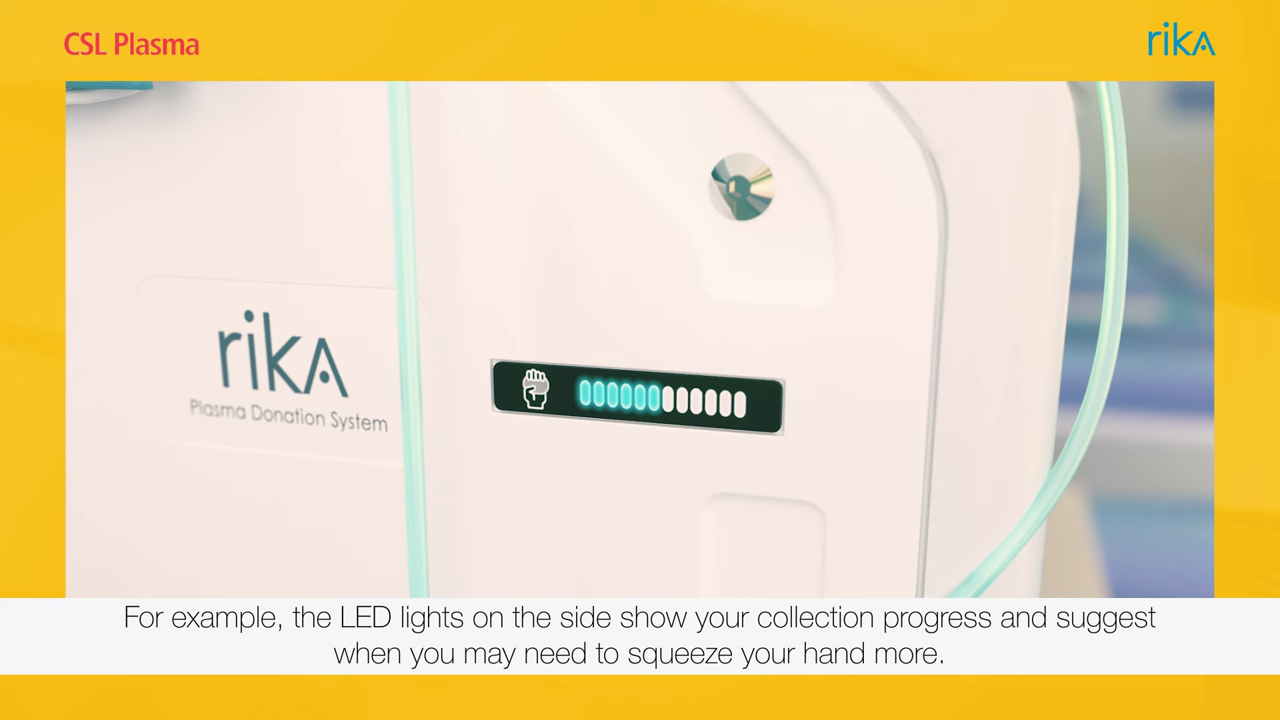 CSL Plasma
rikA
rikA
Plasma Donation System
For example, the LED lights on the side show your collection progress and suggest
when you may need to squeeze your hand more.